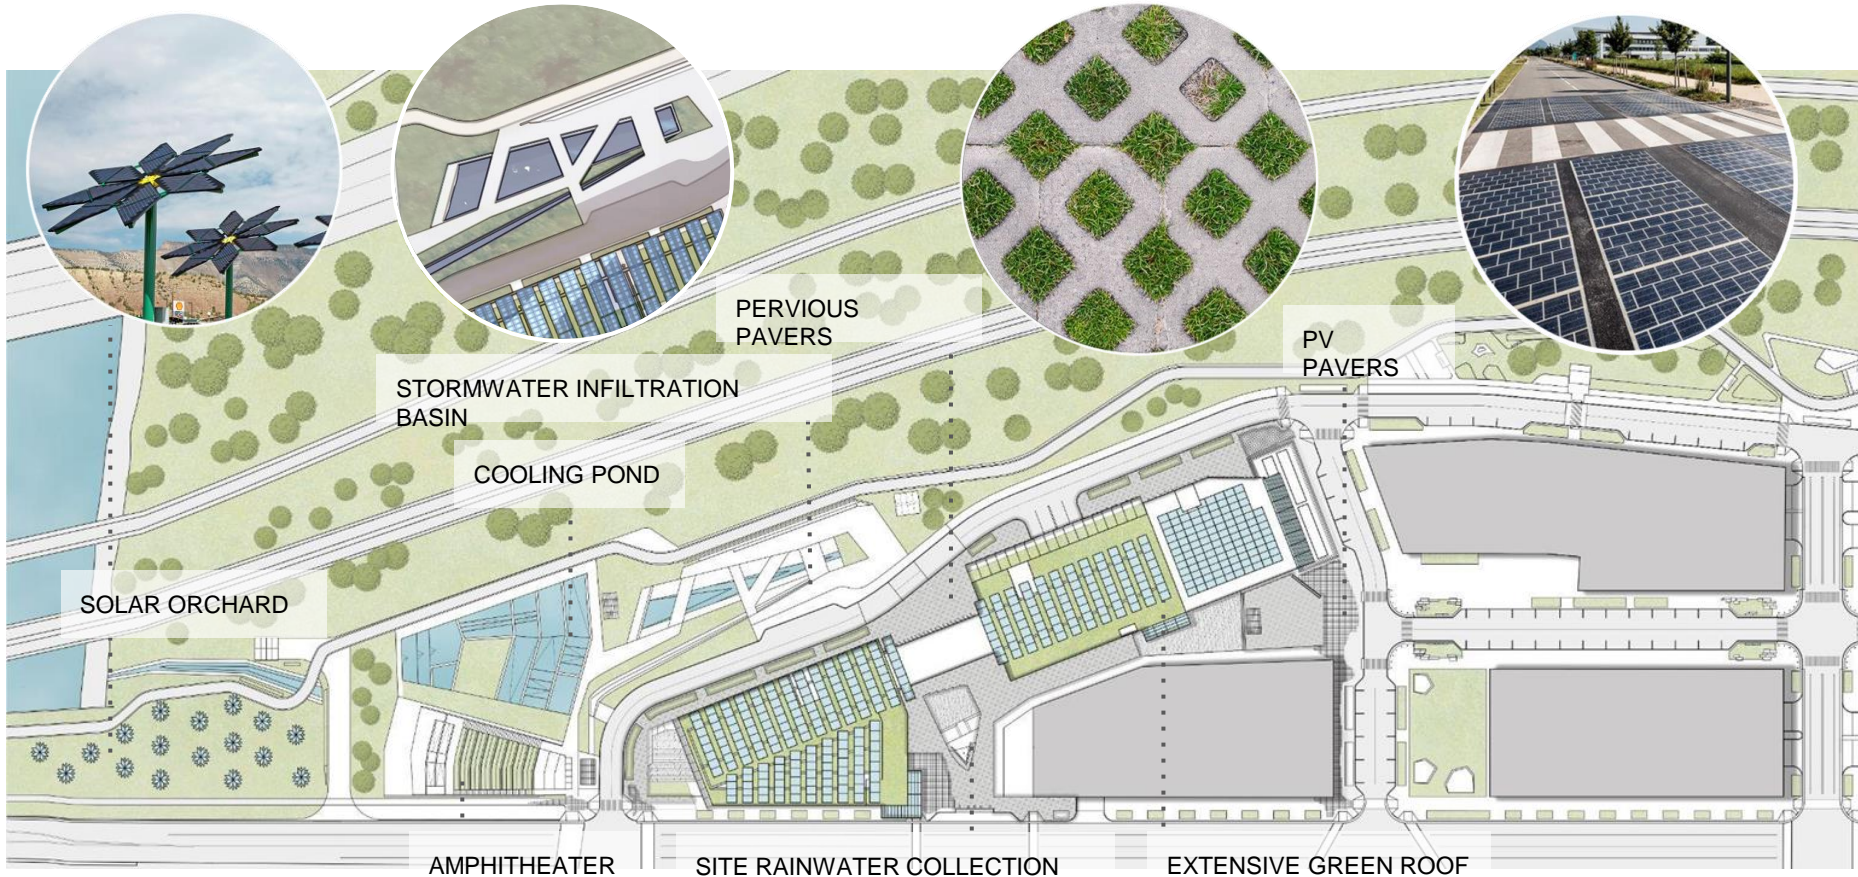 PERVIOUS
PAVERS
PV
PAVERS
STORMWATER INFILTRATION
BASIN
COOLING POND
SOLAR ORCHARD
AMPHITHEATER
SITE RAINWATER COLLECTION
EXTENSIVE GREEN ROOF